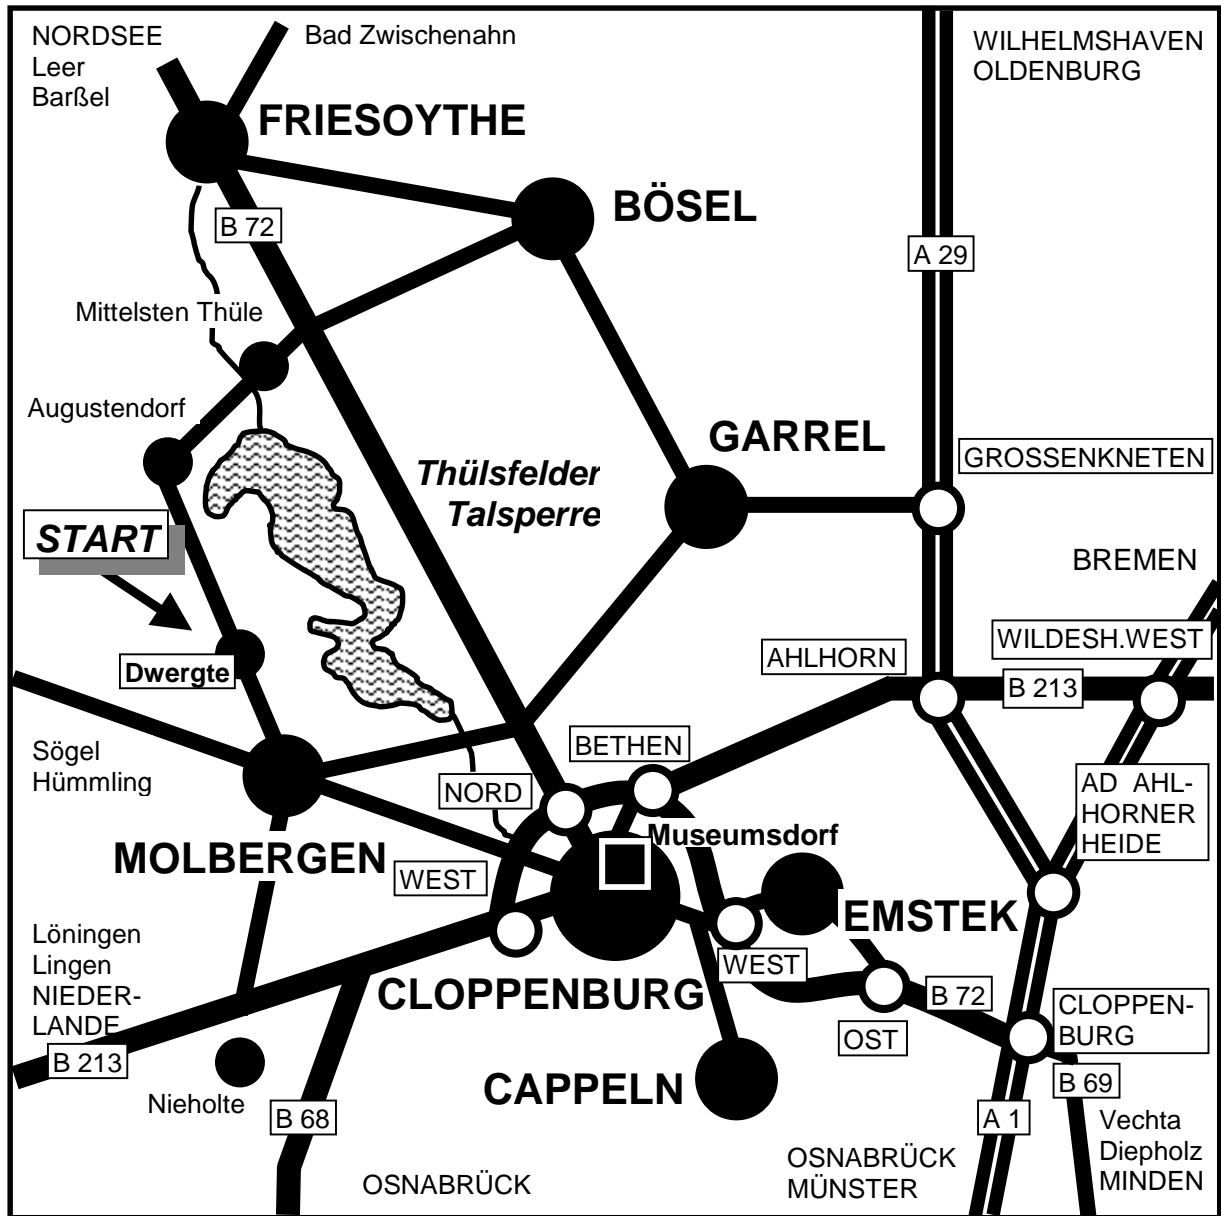 NORDSEE
Leer
Barßel
Bad Zwischenahn
WILHELMSHAVEN
OLDENBURG
FRIESOYTHE
BÖSEL
B 72
A 29
Mittelsten Thüle
Augustendorf
GARREL
GROSSENKNETEN
Thülsfelder
Talsperre
START
BREMEN
WILDESH.WEST
AHLHORN
Dwergte
B 213
Sögel
Hümmling
BETHEN
NORD
AD AHL-
HORNER
HEIDE
Museumsdorf
MOLBERGEN
WEST
EMSTEK
Löningen
Lingen
NIEDER-
LANDE
WEST
CLOPPENBURG
B 72
CLOPPEN-
BURG
OST
B 213
CAPPELN
B 69
Nieholte
B 68
A 1
Vechta
Diepholz
MINDEN
OSNABRÜCK
OSNABRÜCK
MÜNSTER